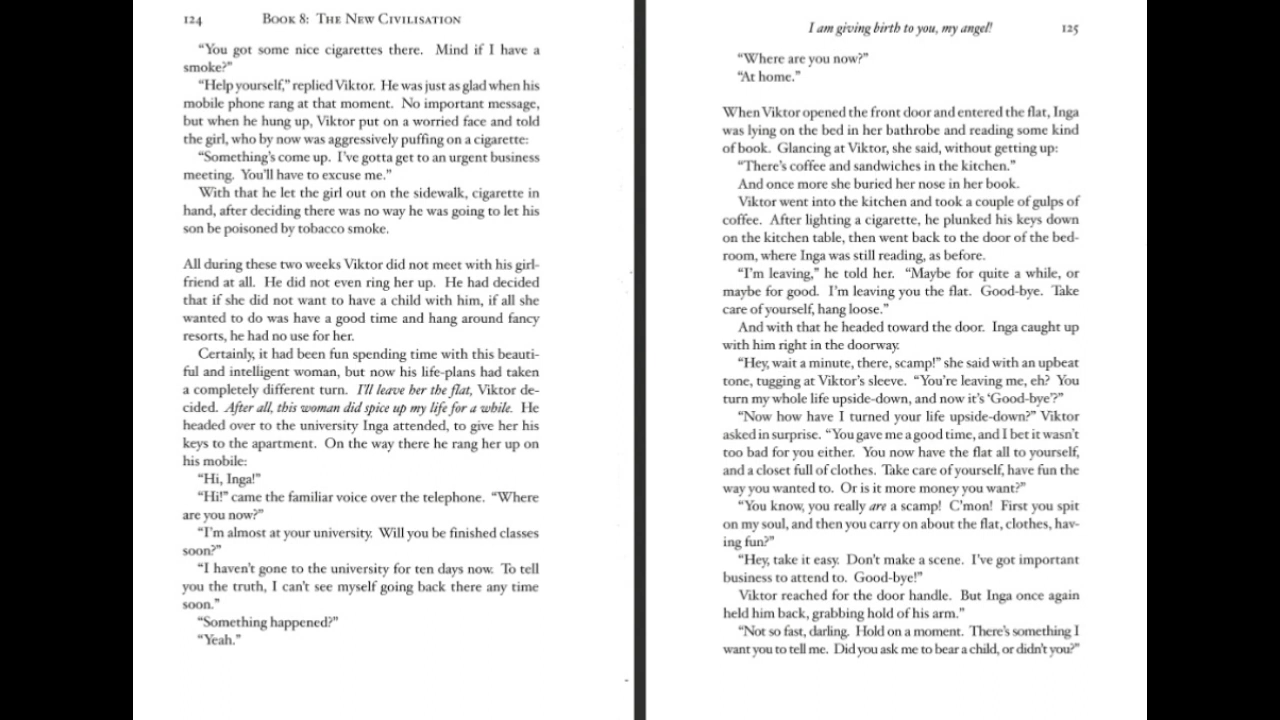 124 Book 8: The New Civilisation
“You got some nice cigarettes there. Mind if I have a
smoke?”
“Help yourself,” replied Viktor. He was just as glad when his
mobile phone rang at that moment. No important message,
but when he hung up, Viktor put on a worried face and told
the girl, who by now was aggressively puffing on a cigarette:
“Something’s come up. I’ve gotta get to an urgent business
meeting. You’ll have to excuse me.”
With that he let the girl out on the sidewalk, cigarette in
hand, after deciding there was no way he was going to let his
son be poisoned by tobacco smoke.
All during these two weeks Viktor did not meet with his girl-
friend at all. He did not even ring her up. He had decided
that if she did not want to have a child with him, if all she
wanted to do was have a good time and hang around fancy
resorts, he had no use for her.
Certainly, it had been fun spending time with this beauti-
ful and intelligent woman, but now his life-plans had taken
a completely different turn. I’ll leave her the flat, Viktor de-
cided. After all, this woman did spice up my life for a while. He
headed over to the university Inga attended, to give her his
keys to the apartment. On the way there he rang her up on
his mobile:
“Hi, Inga!”
“Hi!” came the familiar voice over the telephone. “Where
are you now?”
“I’m almost at your university. Will you be finished classes
soon?”
“I haven’t gone to the university for ten days now. To tell
you the truth, I can’t see myself going back there any time
soon.”
“Something happened?”
“Yeah.”
I am giving birth to you, my angel! 125
“Where are you now?”
“At home.”
When Viktor opened the front door and entered the flat, Inga
was lying on the bed in her bathrobe and reading some kind
of book. Glancing at Viktor, she said, without getting up:
“There’s coffee and sandwiches in the kitchen.”
And once more she buried her nose in her book.
Viktor went into the kitchen and took a couple of gulps of
coffee. After lighting a cigarette, he plunked his keys down
on the kitchen table, then went back to the door of the bed-
room, where Inga was still reading, as before.
“I’m leaving,” he told her. “Maybe for quite a while, or
maybe for good. I’m leaving you the flat. Good-bye. Take
care of yourself, hang loose.”
And with that he headed toward the door. Inga caught up
with him right in the doorway.
“Hey, wait a minute, there, scamp!” she said with an upbeat
tone, tugging at Viktor’s sleeve. “You’re leaving me, eh? You
turn my whole life upside-down, and now it’s ‘Good-bye’?”
“Now how have I turned your life upside-down?” Viktor
asked in surprise. “You gave me a good time, and I bet it wasn’t
too bad for you either. You now have the flat all to yourself,
and a closet full of clothes. Take care of yourself, have fun the
way you wanted to. Or is it more money you want?”
“You know, you really are a scamp! C’mon! First you spit
on my soul, and then you carry on about the flat, clothes, hav-
ing fun?”
“Hey, take it easy. Don’t make a scene. I’ve got important
business to attend to. Good-bye!”
Viktor reached for the door handle. But Inga once again
held him back, grabbing hold of his arm.”
“Not so fast, darling. Hold on a moment. There’s something I
want you to tell me. Did you ask me to bear a child, or didn’t you?”